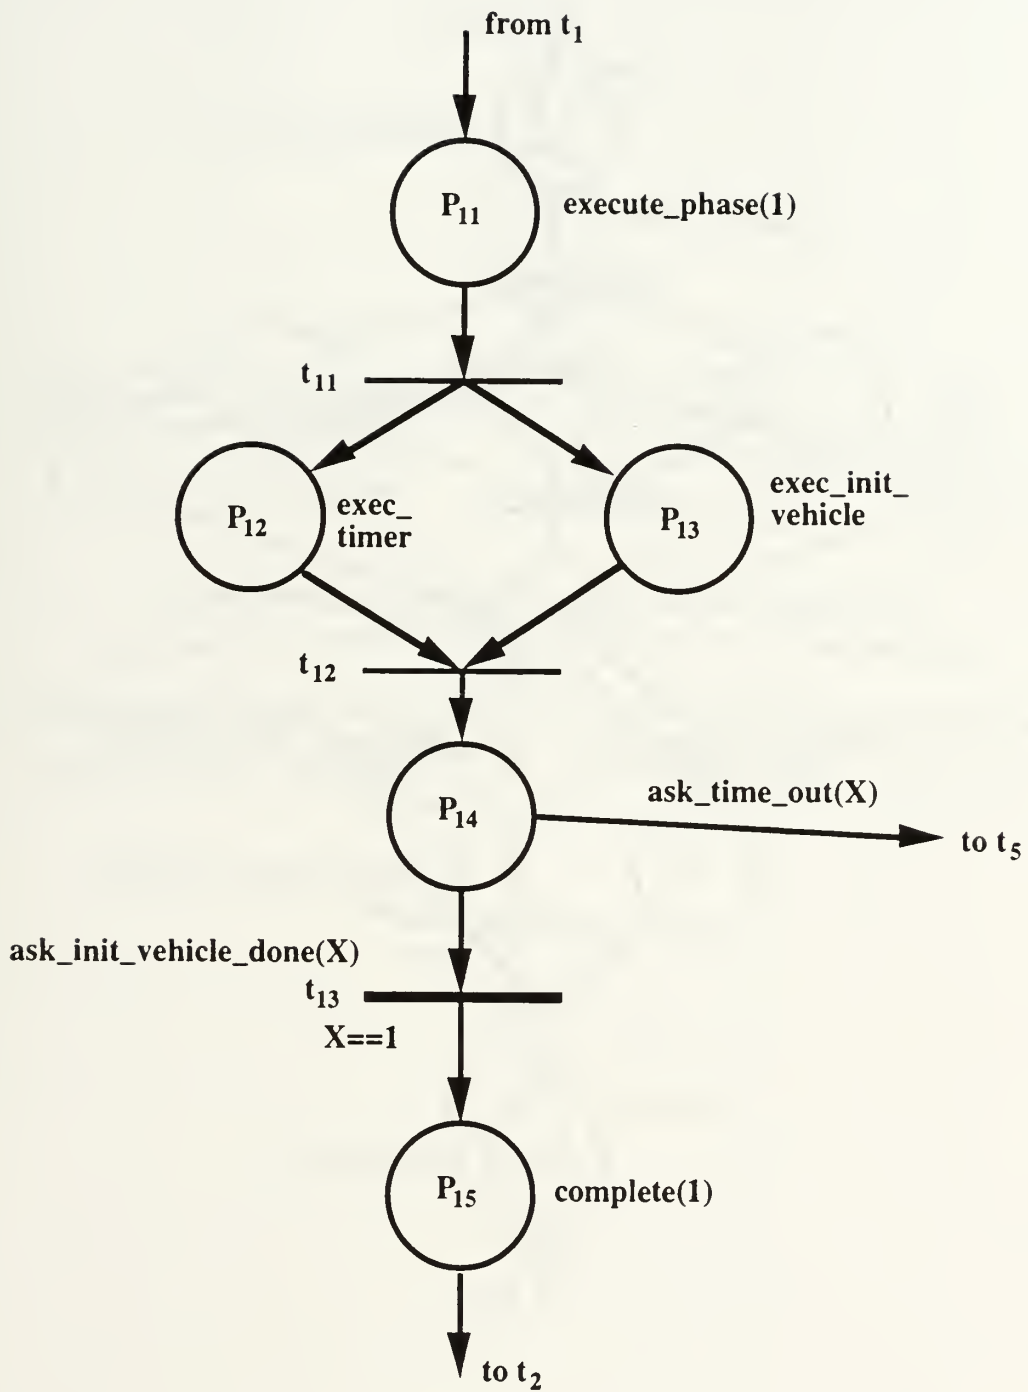 from t₁
P₁₁
execute_phase(1)
t₁₁
P₁₂
exec_
timer
P₁₃
exec_init_
vehicle
t₁₂
P₁₄
ask_time_out(X)
to t₅
ask_init_vehicle_done(X)
t₁₃
X==1
P₁₅
complete(1)
to t₂